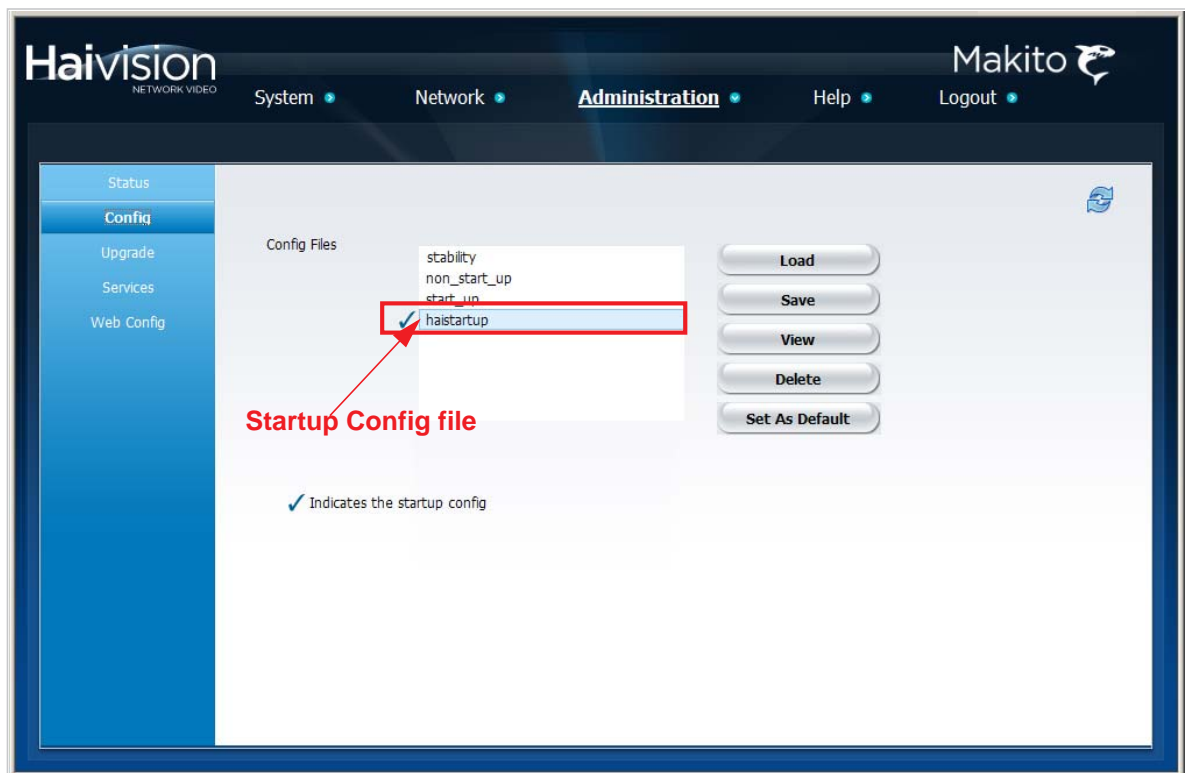 Haivision
NETWORK VIDEO
Makito
System
Network
Administration
Help
Logout
Status
Config
Upgrade
Services
Web Config
Config Files
stability
non_start_up
start_up
haistartup
Load
Save
View
Delete
Set As Default
Startup Config file
Indicates the startup config